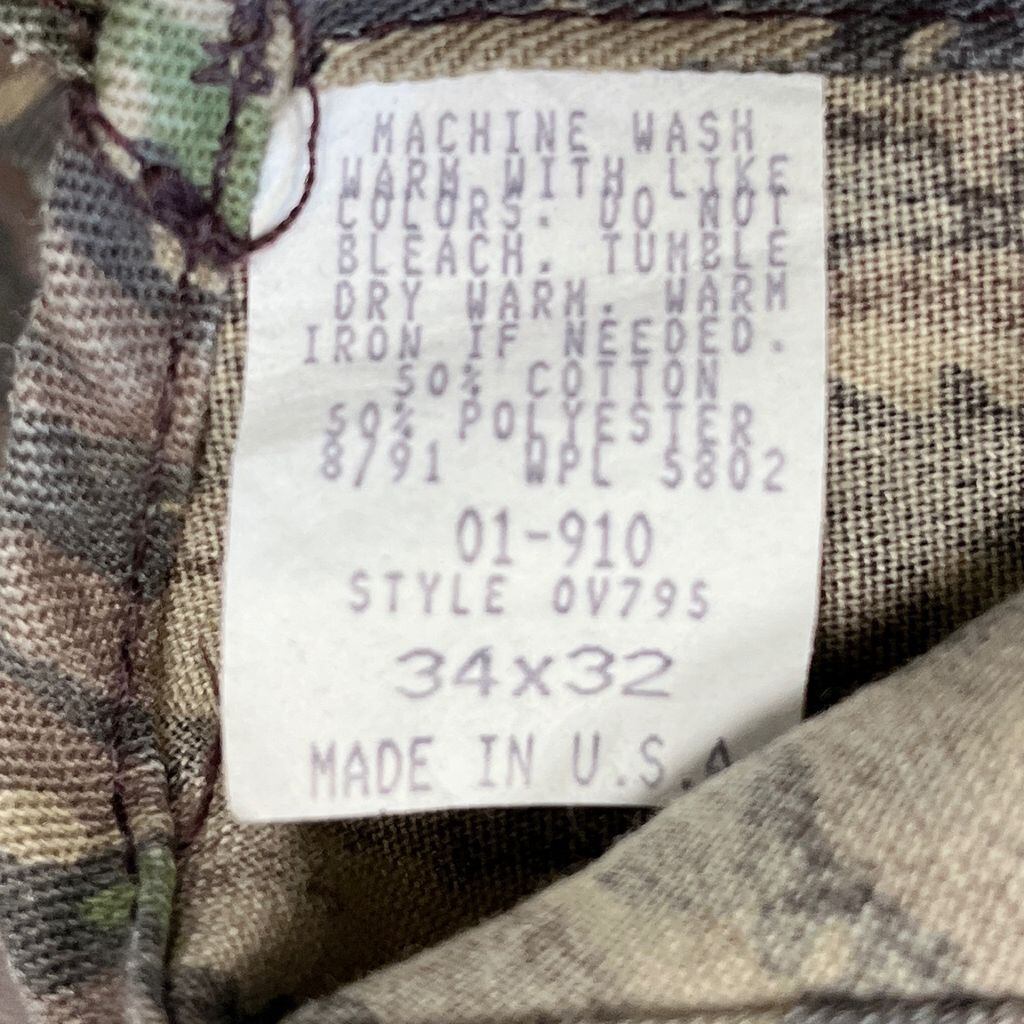 MACHINE WASH
WARM WITH LIKE
COLORS. DO NOT
BLEACH. TUMBLE
DRY WARM. WARM
IRON IF NEEDED.
50% COTTON
50% POLYESTER
8/91 WPL 5802
01-910
STYLE OV79S
34x32
MADE IN U.S.A